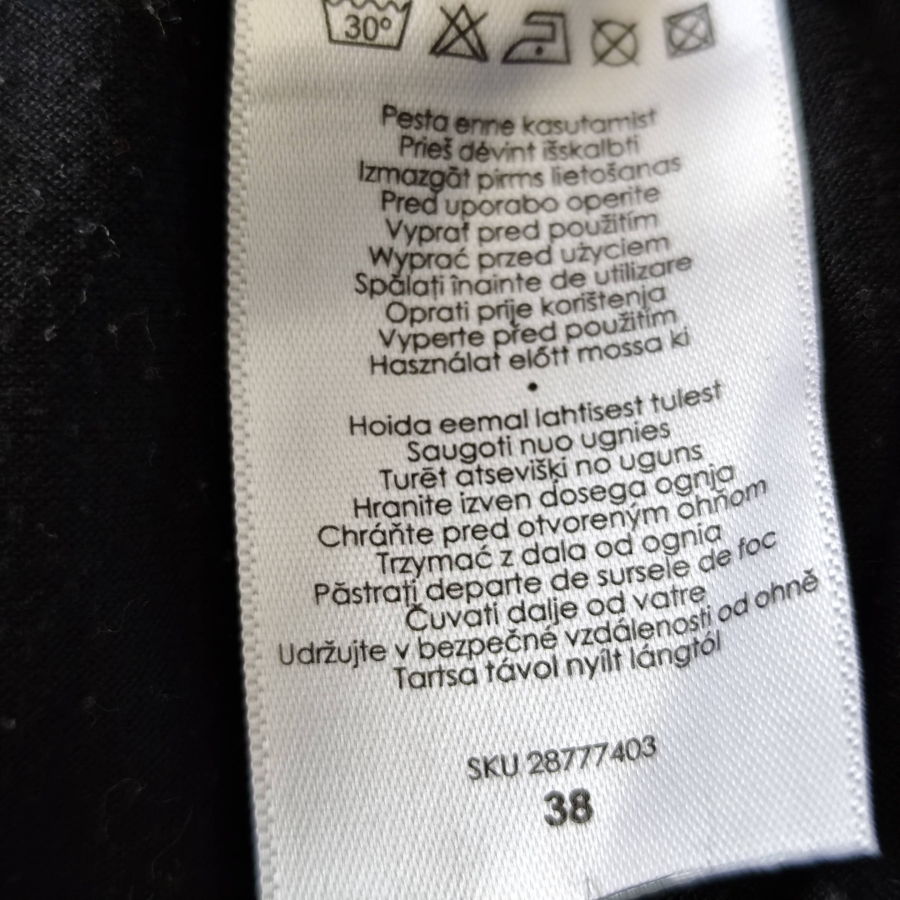 30°
Pesta enne kasutamist
Prieš dėvint išskalbti
Izmazgāt pirms lietošanas
Pred uporabo operite
Vyprať pred použitím
Wyprać przed użyciem
Spălați înainte de utilizare
Oprati prije korištenja
Vyperte před použitím
Használat előtt mossa ki
•
Hoida eemal lahtisest tulest
Saugoti nuo ugnies
Turēt atsevišķi no uguns
Hranite izven dosega ognja
Chráňte pred otvoreným ohňom
Trzymać z dala od ognia
Păstrați departe de sursele de foc
Čuvati dalje od vatre
Udržujte v bezpečné vzdálenosti od ohně
Tartsa távol nyílt lángtól
SKU 28777403
38